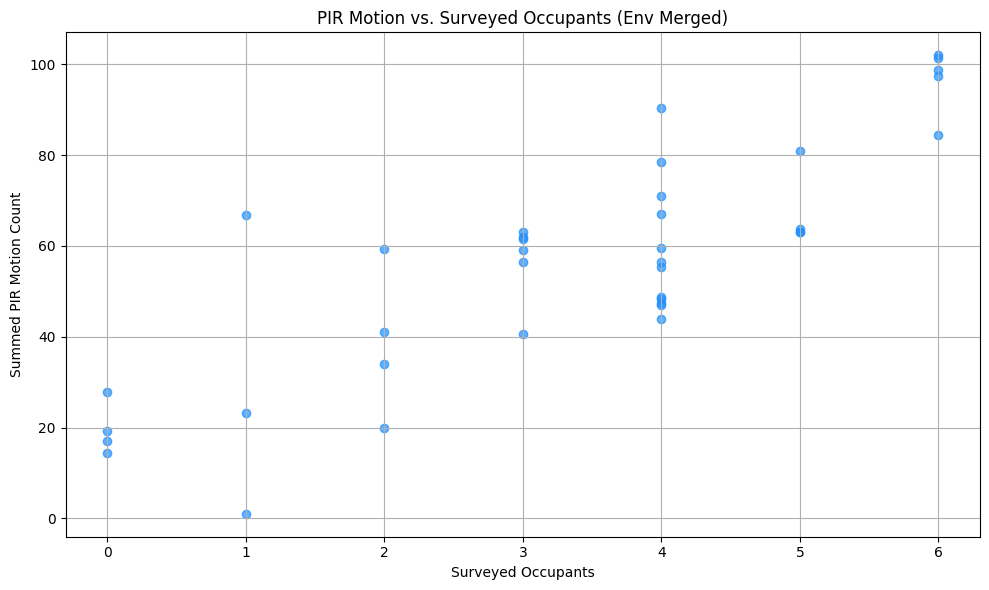 PIR Motion vs. Surveyed Occupants (Env Merged)
Summed PIR Motion Count
100
80
60
40
20
0
0 1 2 3 4 5 6
Surveyed Occupants